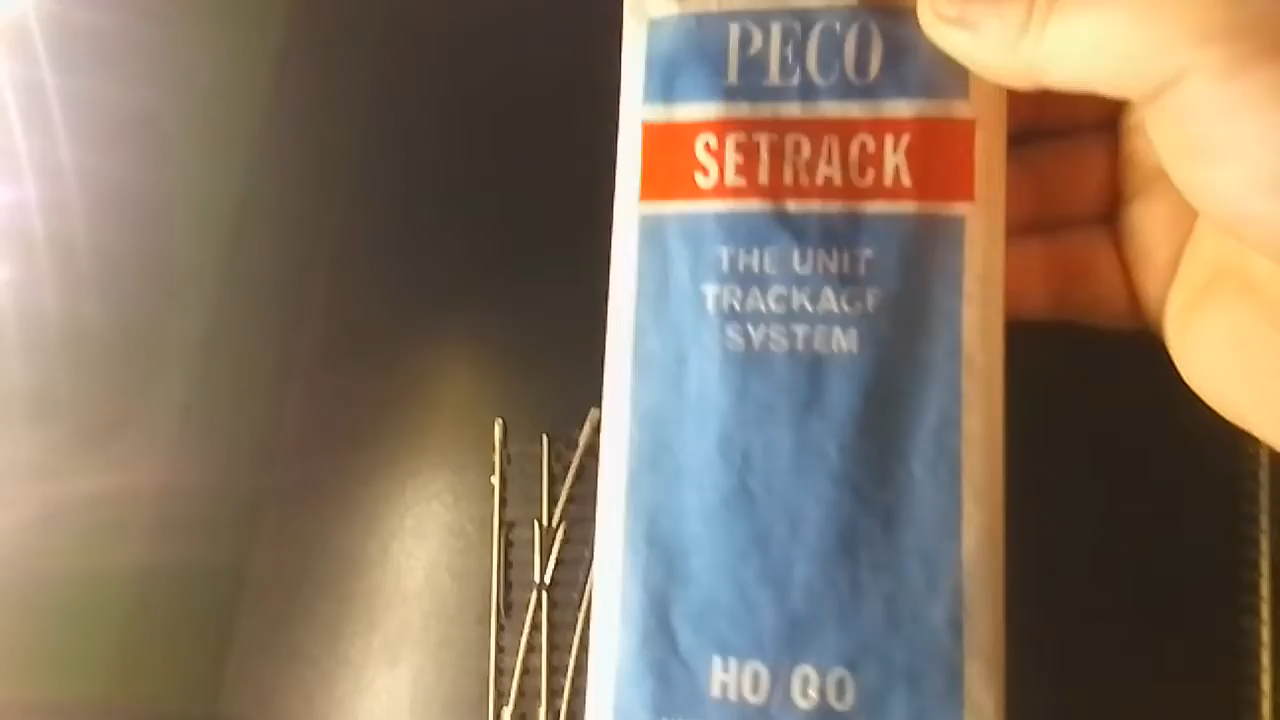 PECO
SETRACK
THE UNIT
TRACKAGE
SYSTEM
HO/OO